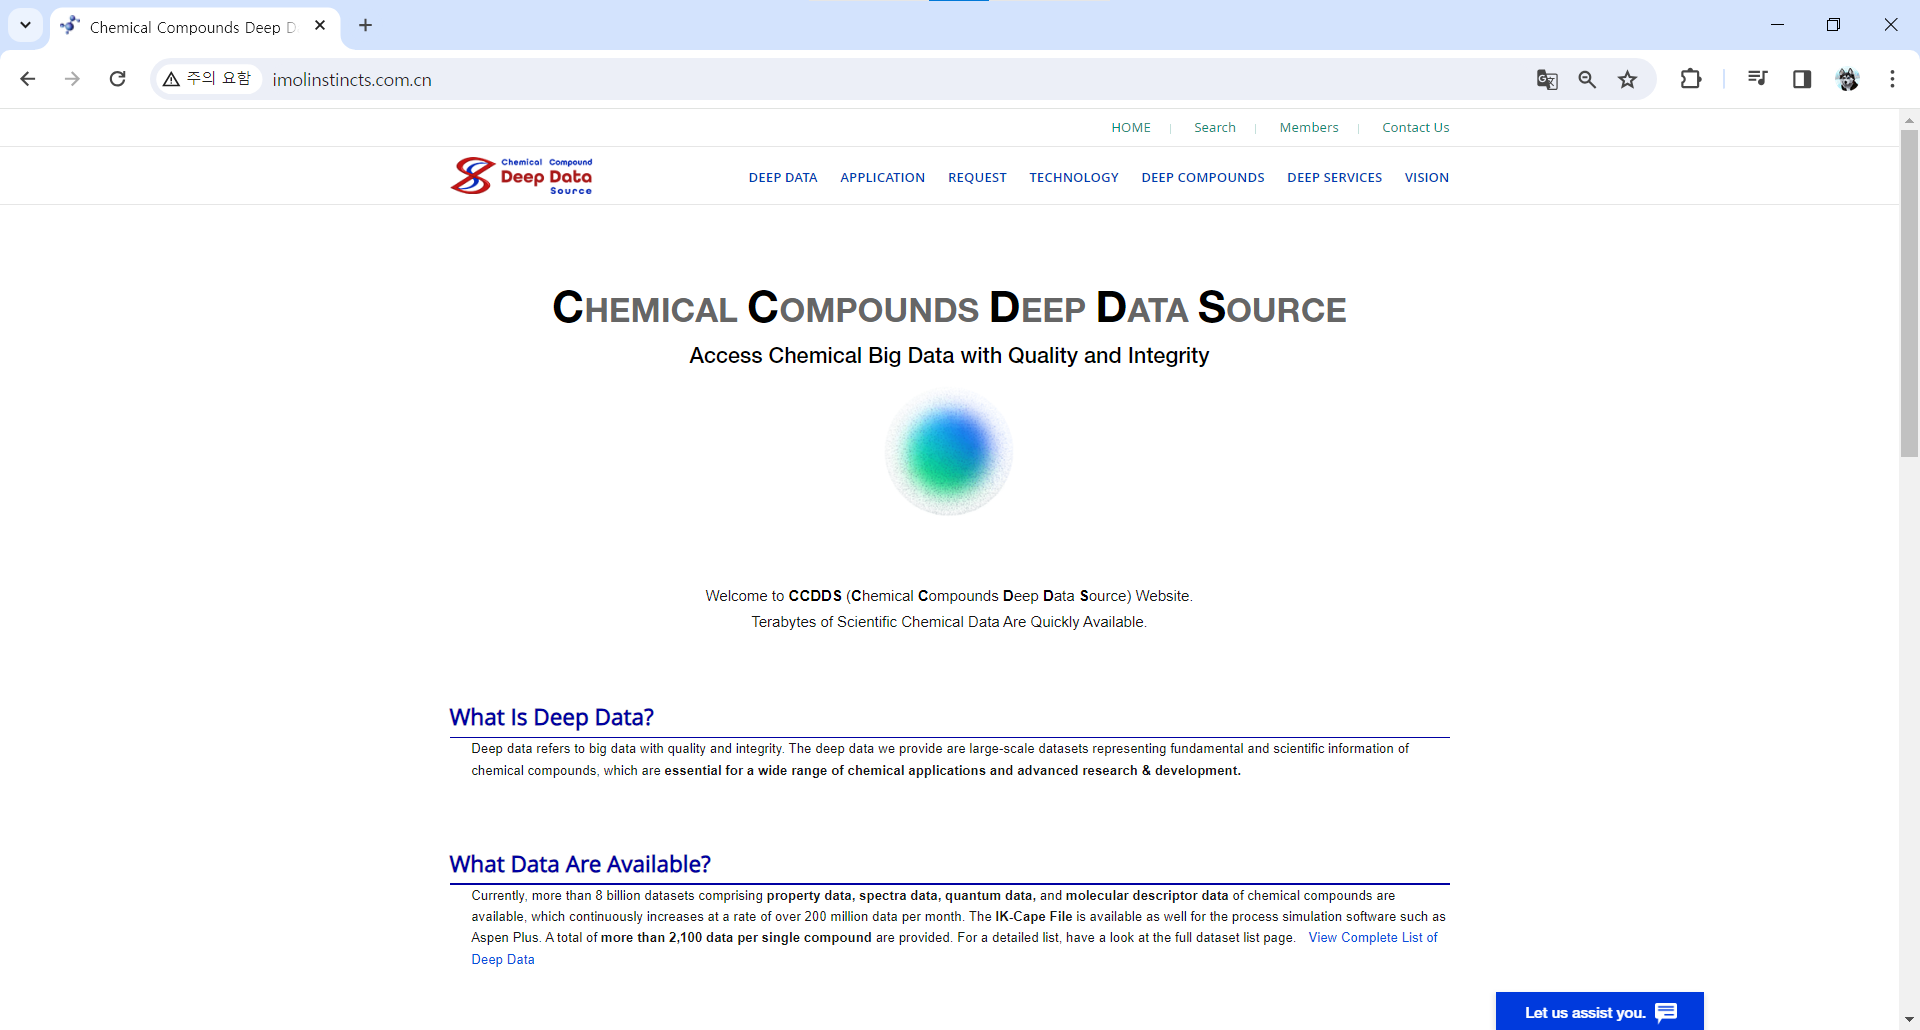 Chemical Compounds Deep D
주의 요함
imolinstincts.com.cn
HOME
Search
Members
Contact Us
Chemical Compound
Deep Data
Source
DEEP DATA
APPLICATION
REQUEST
TECHNOLOGY
DEEP COMPOUNDS
DEEP SERVICES
VISION
CHEMICAL COMPOUNDS DEEP DATA SOURCE
Access Chemical Big Data with Quality and Integrity
Welcome to CCDDS (Chemical Compounds Deep Data Source) Website.
Terabytes of Scientific Chemical Data Are Quickly Available.
What Is Deep Data?
Deep data refers to big data with quality and integrity. The deep data we provide are large-scale datasets representing fundamental and scientific information of
chemical compounds, which are essential for a wide range of chemical applications and advanced research & development.
What Data Are Available?
Currently, more than 8 billion datasets comprising property data, spectra data, quantum data, and molecular descriptor data of chemical compounds are
available, which continuously increases at a rate of over 200 million data per month. The IK-Cape File is available as well for the process simulation software such as
Aspen Plus. A total of more than 2,100 data per single compound are provided. For a detailed list, have a look at the full dataset list page. View Complete List of
Deep Data
Let us assist you.